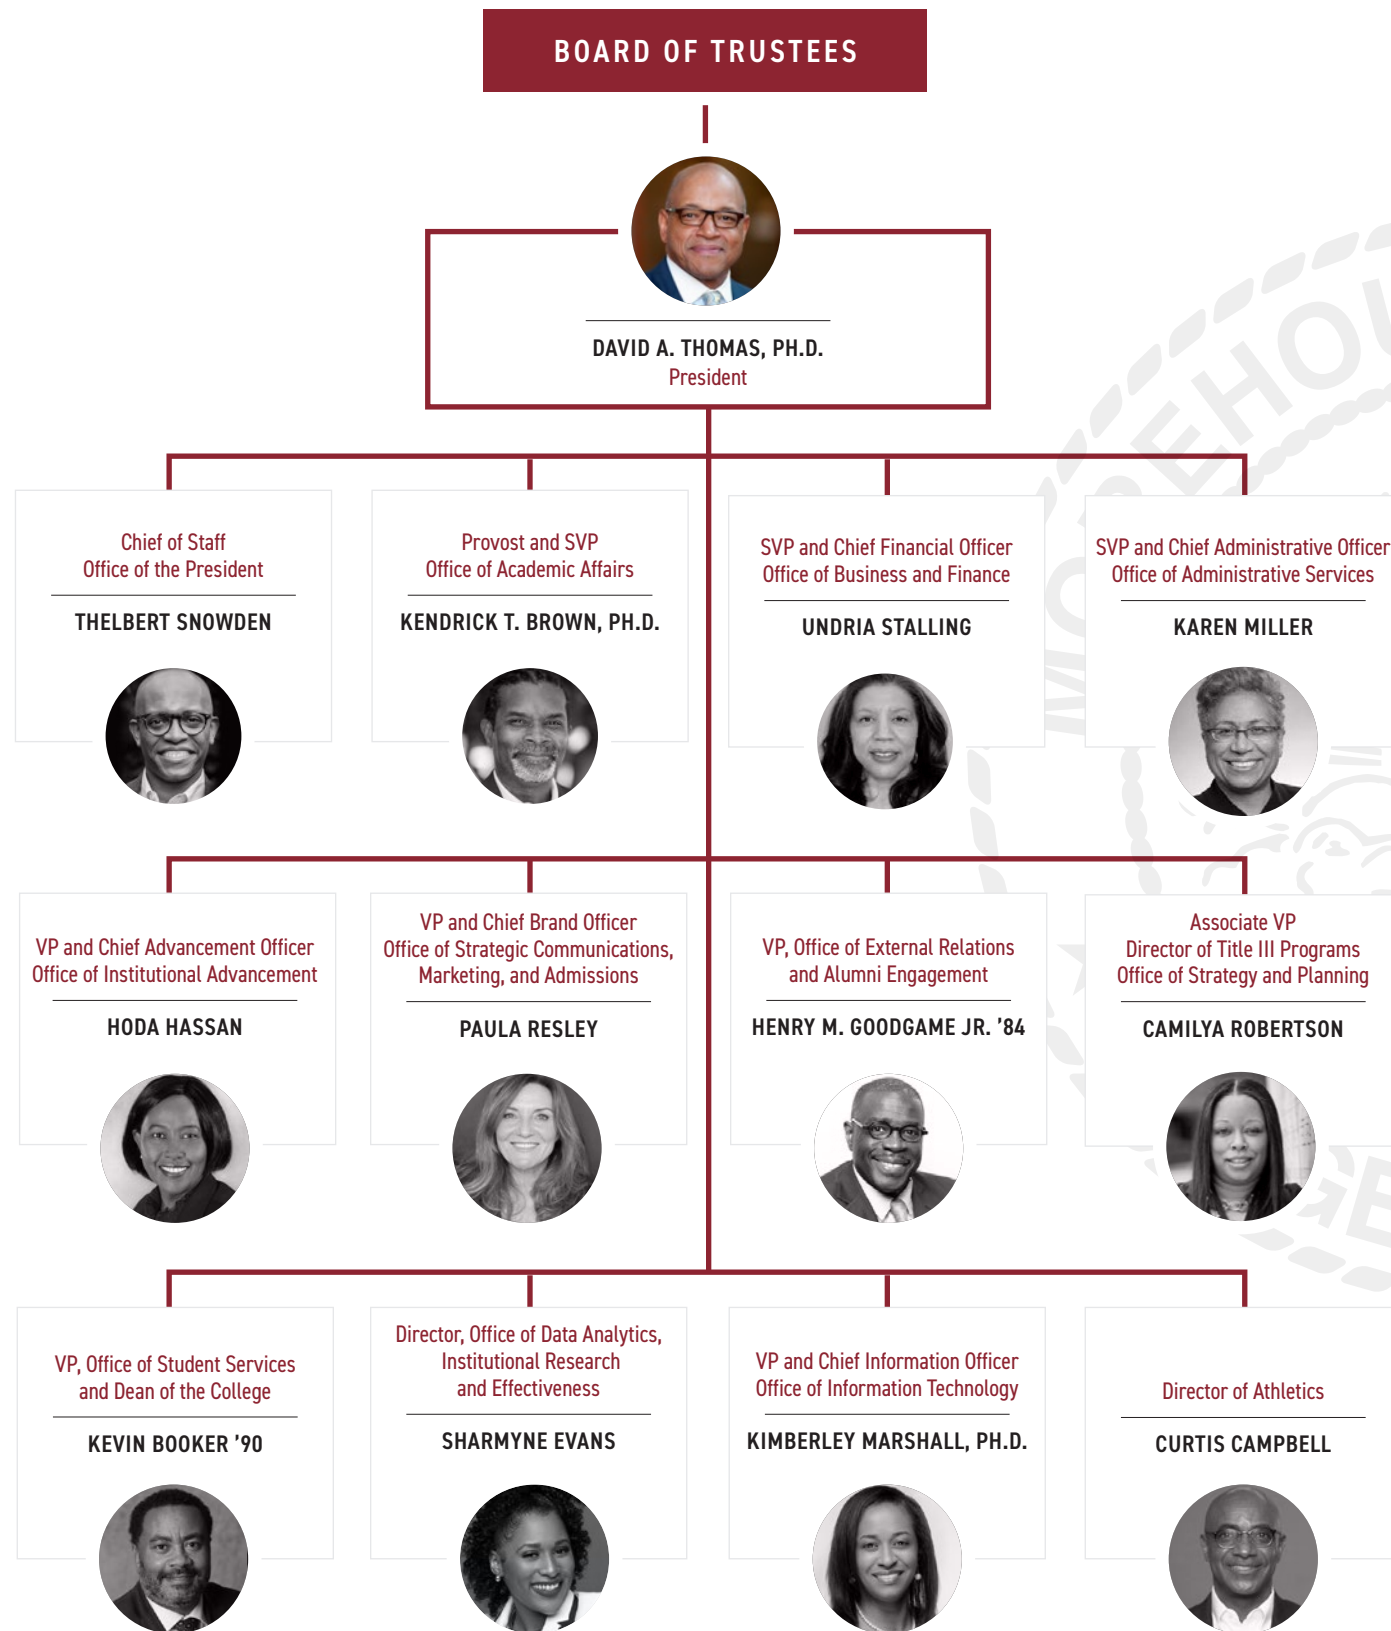 BOARD OF TRUSTEES
DAVID A. THOMAS, PH.D.
President
Chief of Staff
Office of the President
THELBERT SNOWDEN
Provost and SVP
Office of Academic Affairs
KENDRICK T. BROWN, PH.D.
SVP and Chief Financial Officer
Office of Business and Finance
UNDRIA STALLING
SVP and Chief Administrative Officer
Office of Administrative Services
KAREN MILLER
VP and Chief Advancement Officer
Office of Institutional Advancement
HODA HASSAN
VP and Chief Brand Officer
Office of Strategic Communications,
Marketing, and Admissions
PAULA RESLEY
VP, Office of External Relations
and Alumni Engagement
HENRY M. GOODGAME JR. ’84
Associate VP
Director of Title III Programs
Office of Strategy and Planning
CAMILYA ROBERTSON
VP, Office of Student Services
and Dean of the College
KEVIN BOOKER ’90
Director, Office of Data Analytics,
Institutional Research
and Effectiveness
SHARMYNE EVANS
VP and Chief Information Officer
Office of Information Technology
KIMBERLEY MARSHALL, PH.D.
Director of Athletics
CURTIS CAMPBELL